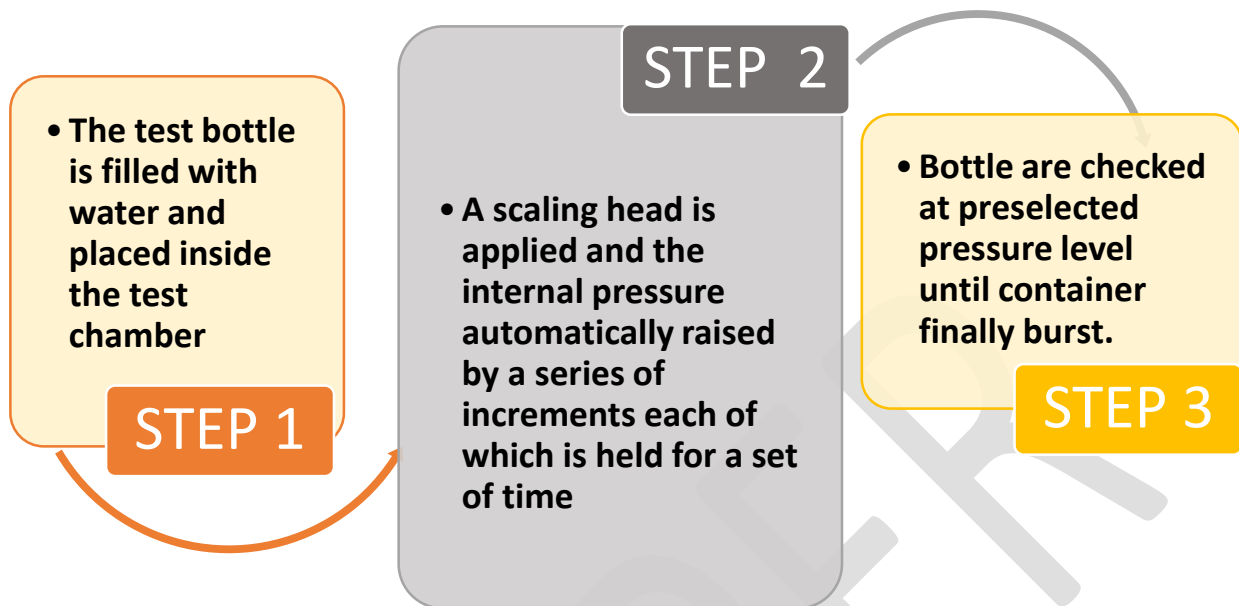 • The test bottle
is filled with
water and
placed inside
the test
chamber
STEP 1
STEP 2
• A scaling head is
applied and the
internal pressure
automatically raised
by a series of
increments each of
which is held for a set
of time
• Bottle are checked
at preselected
pressure level
until container
finally burst.
STEP 3